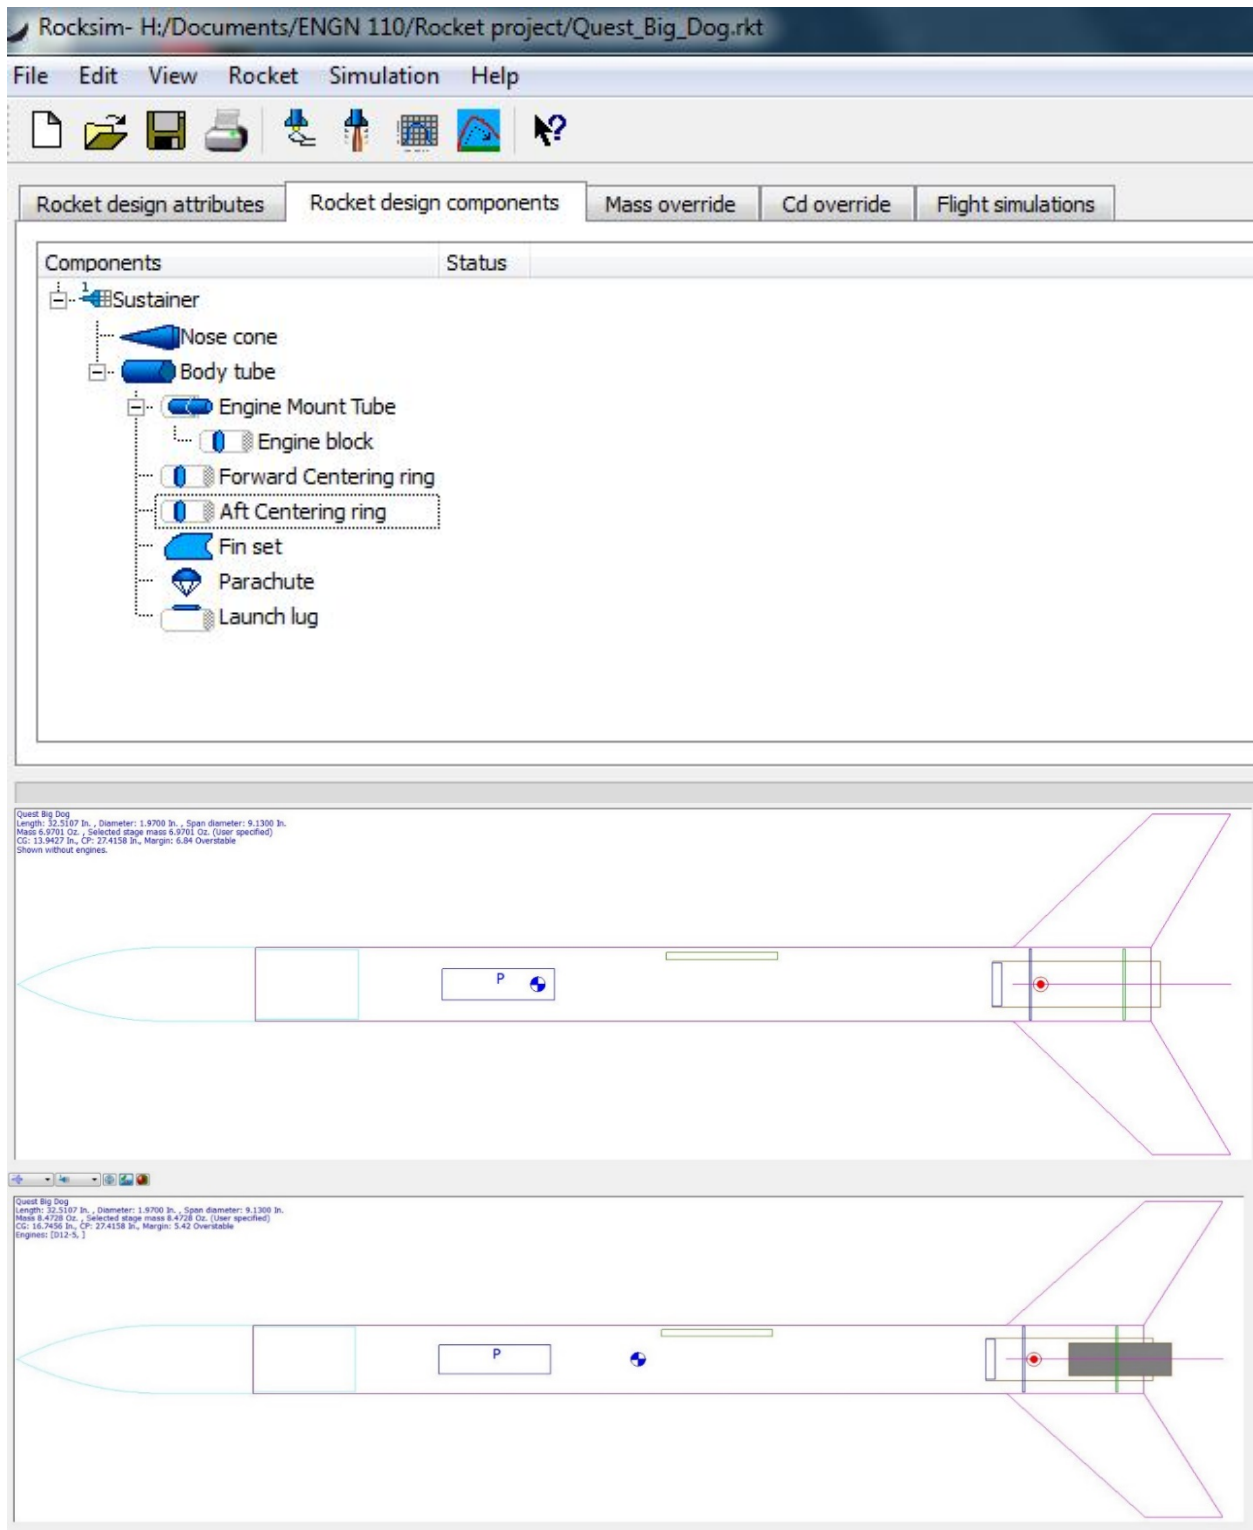 Rocksim- H:/Documents/ENGN 110/Rocket project/Quest_Big_Dog.rkt
File Edit View Rocket Simulation Help
Rocket design attributes Rocket design components Mass override Cd override Flight simulations
Components Status
1
Sustainer
Nose cone
Body tube
Engine Mount Tube
Engine block
Forward Centering ring
Aft Centering ring
Fin set
Parachute
Launch lug
Quest Big Dog
Length: 32.5107 In. , Diameter: 1.9700 In. , Span diameter: 9.1300 In.
Mass 6.9701 Oz. , Selected stage mass 6.9701 Oz. (User specified)
CG: 13.9427 In., CP: 27.4158 In., Margin: 6.84 Overstable
Shown without engines.
P
Quest Big Dog
Length: 32.5107 In. , Diameter: 1.9700 In. , Span diameter: 9.1300 In.
Mass 8.4728 Oz. , Selected stage mass 8.4728 Oz. (User specified)
CG: 16.7456 In., CP: 27.4158 In., Margin: 5.42 Overstable
Engines: [D12-5, ]
P